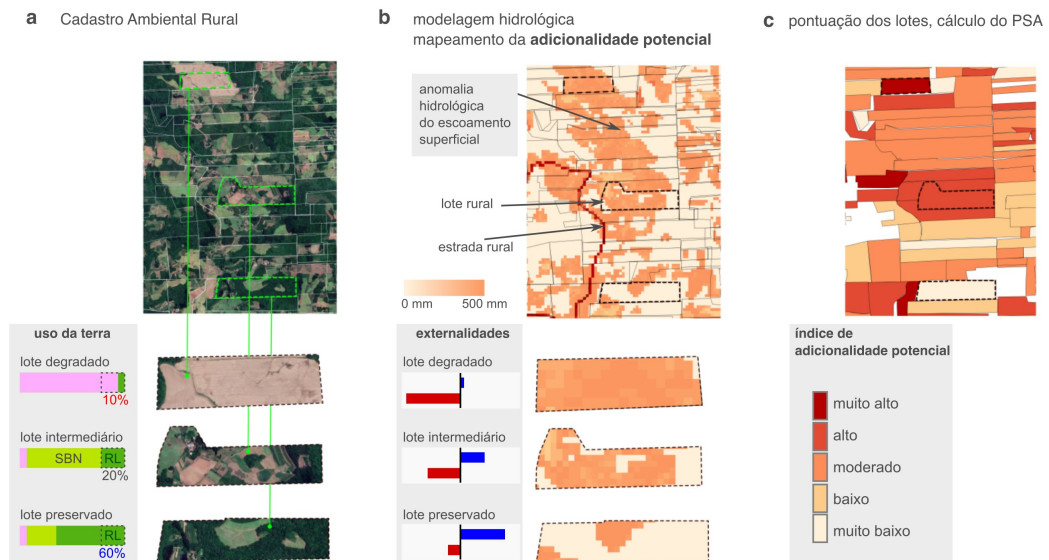 a Cadastro Ambiental Rural
b modelagem hidrológica
mapeamento da adicionalidade potencial
c pontuação dos lotes, cálculo do PSA
anomalia
hidrológica
do escoamento
superficial
lote rural
estrada rural
0 mm 500 mm
uso da terra
lote degradado
10%
lote intermediário
SBN RL
20%
lote preservado
RL
60%
externalidades
lote degradado
lote intermediário
lote preservado
índice de
adicionalidade potencial
muito alto
alto
moderado
baixo
muito baixo